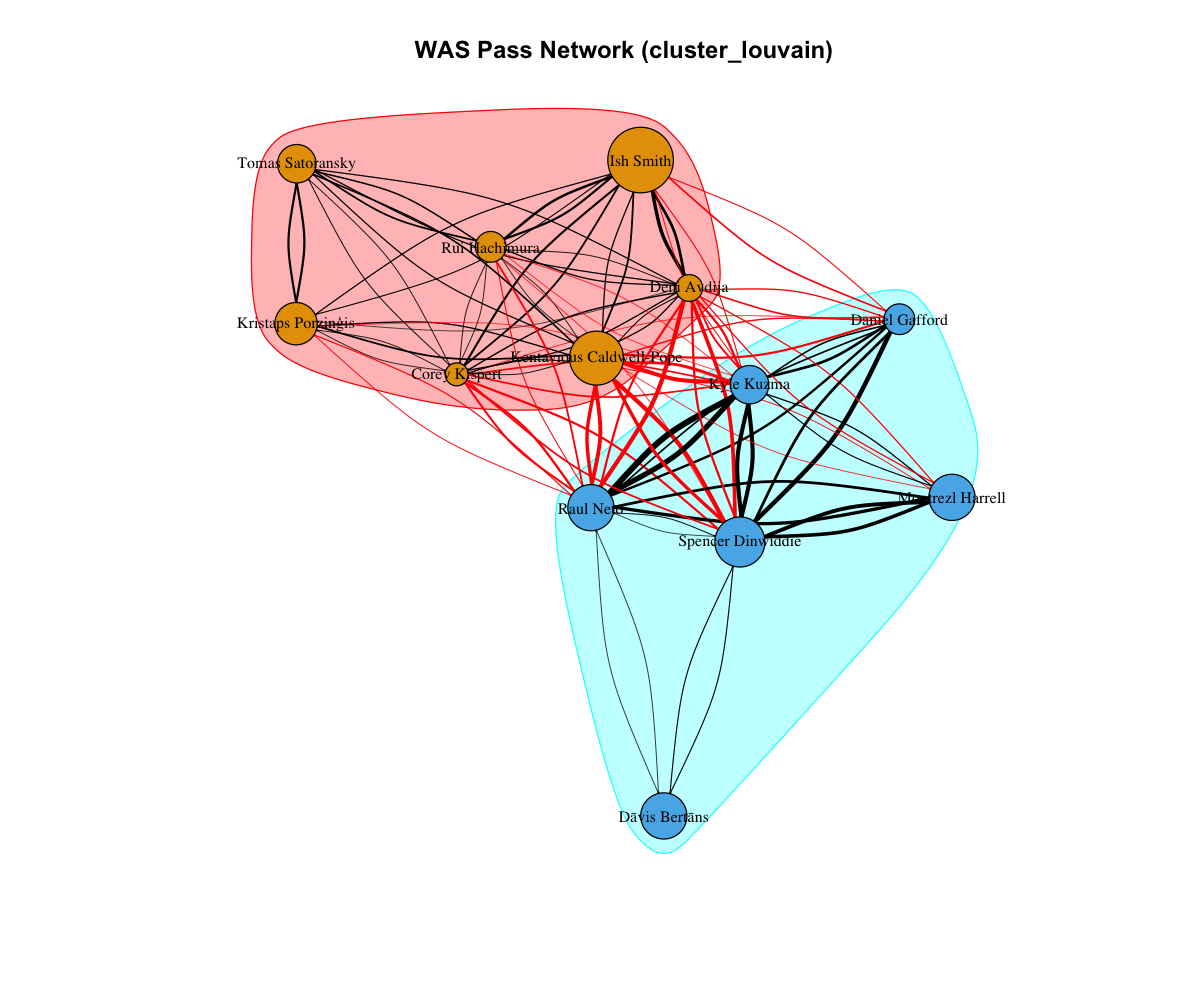 WAS Pass Network (cluster_louvain)
Tomas Satoransky
Ish Smith
Rui Hachimura
Deni Avdija
Kristaps Porziņģis
Daniel Gafford
Kentavious Caldwell-Pope
Corey Kispert
Kyle Kuzma
Montrezl Harrell
Raul Neto
Spencer Dinwiddie
Dāvis Bertāns